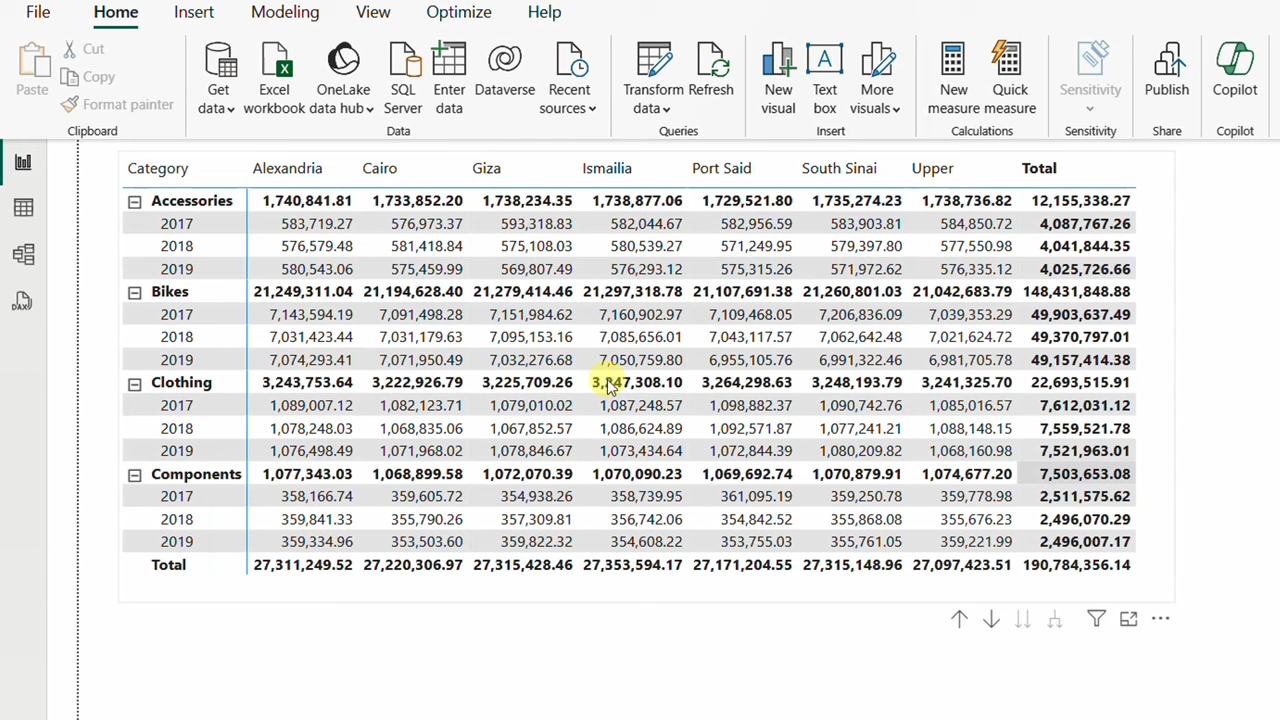 File Home Insert Modeling View Optimize Help
Paste Cut
Copy
Format painter
Clipboard
Get data
Excel workbook
OneLake data hub
SQL Server
Enter data
Dataverse
Recent sources
Data
Transform data
Refresh
Queries
New visual
Text box
More visuals
Insert
New measure
Quick measure
Calculations
Sensitivity
Sensitivity
Publish
Share
Copilot
Copilot
DAX
Category Alexandria Cairo Giza Ismailia Port Said South Sinai Upper Total
Accessories 1,740,841.81 1,733,852.20 1,738,234.35 1,738,877.06 1,729,521.80 1,735,274.23 1,738,736.82 12,155,338.27
2017 583,719.27 576,973.37 593,318.83 582,044.67 582,956.59 583,903.81 584,850.72 4,087,767.26
2018 576,579.48 581,418.84 575,108.03 580,539.27 571,249.95 579,397.80 577,550.98 4,041,844.35
2019 580,543.06 575,459.99 569,807.49 576,293.12 575,315.26 571,972.62 576,335.12 4,025,726.66
Bikes 21,249,311.04 21,194,628.40 21,279,414.46 21,297,318.78 21,107,691.38 21,260,801.03 21,042,683.79 148,431,848.88
2017 7,143,594.19 7,091,498.28 7,151,984.62 7,160,902.97 7,109,468.05 7,206,836.09 7,039,353.29 49,903,637.49
2018 7,031,423.44 7,031,179.63 7,095,153.16 7,085,656.01 7,043,117.57 7,062,642.48 7,021,624.72 49,370,797.01
2019 7,074,293.41 7,071,950.49 7,032,276.68 7,050,759.80 6,955,105.76 6,991,322.46 6,981,705.78 49,157,414.38
Clothing 3,243,753.64 3,222,926.79 3,225,709.26 3,264,298.63 3,248,193.79 3,241,325.70 22,693,515.91
2017 1,089,007.12 1,082,123.71 1,079,010.02 1,087,248.57 1,098,882.37 1,090,742.76 1,085,016.57 7,612,031.12
2018 1,078,248.03 1,068,835.06 1,067,852.57 1,086,624.89 1,092,571.87 1,077,241.21 1,088,148.15 7,559,521.78
2019 1,076,498.49 1,071,968.02 1,078,846.67 1,073,434.64 1,072,844.39 1,080,209.82 1,068,160.98 7,521,963.01
Components 1,077,343.03 1,068,899.58 1,072,070.39 1,070,090.23 1,069,692.74 1,070,879.91 1,074,677.20 7,503,653.08
2017 358,166.74 359,605.72 354,938.26 358,739.95 361,095.19 359,250.78 359,778.98 2,511,575.62
2018 359,841.33 355,790.26 357,309.81 356,742.06 354,842.52 355,868.08 355,676.23 2,496,070.29
2019 359,334.96 353,503.60 359,822.32 354,608.22 353,755.03 355,761.05 359,221.99 2,496,007.17
Total 27,311,249.52 27,220,306.97 27,315,428.46 27,353,594.17 27,171,204.55 27,315,148.96 27,097,423.51 190,784,356.14